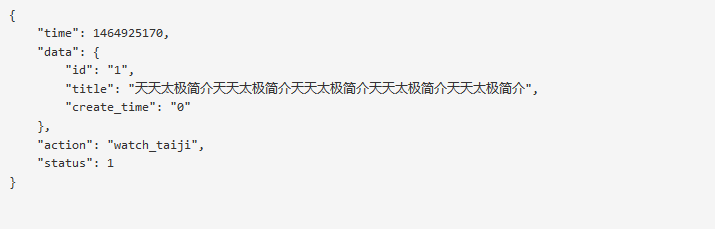 {
    "time": 1464925170,
    "data": {
        "id": "1",
        "title": "天天太极简介天天太极简介天天太极简介天天太极简介天天太极简介",
        "create_time": "0"
    },
    "action": "watch_taiji",
    "status": 1
}